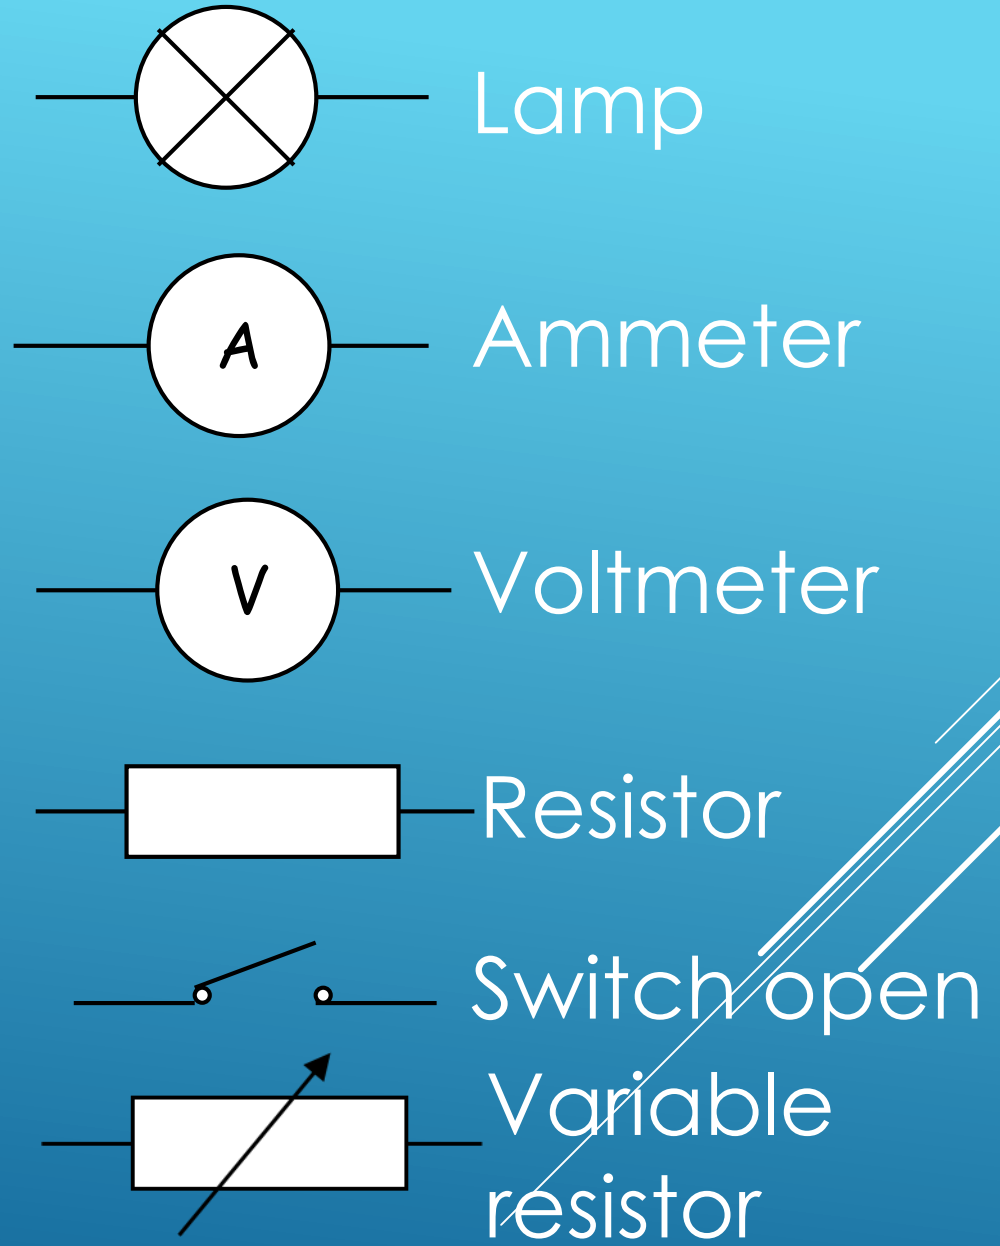 Lamp
A
Ammeter
V
Voltmeter
Resistor
Switch open
Variable
resistor